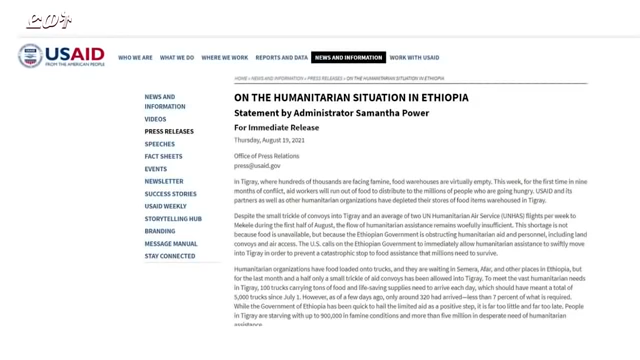 ድምፂ
USAID
FROM THE AMERICAN PEOPLE
WHO WE ARE WHAT WE DO WHERE WE WORK REPORTS AND DATA NEWS AND INFORMATION WORK WITH USAID
HOME » NEWS AND INFORMATION » PRESS RELEASES » ON THE HUMANITARIAN SITUATION IN ETHIOPIA
NEWS AND
INFORMATION
VIDEOS
PRESS RELEASES
SPEECHES
FACT SHEETS
EVENTS
NEWSLETTER
SUCCESS STORIES
USAID WEEKLY
STORYTELLING HUB
BRANDING
MESSAGE MANUAL
STAY CONNECTED
ON THE HUMANITARIAN SITUATION IN ETHIOPIA
Statement by Administrator Samantha Power
For Immediate Release
Thursday, August 19, 2021
Office of Press Relations
press@usaid.gov
In Tigray, where hundreds of thousands are facing famine, food warehouses are virtually empty. This week, for the first time in nine
months of conflict, aid workers will run out of food to distribute to the millions of people who are going hungry. USAID and its
partners as well as other humanitarian organizations have depleted their stores of food items warehoused in Tigray.
Despite the small trickle of convoys into Tigray and an average of two UN Humanitarian Air Service (UNHAS) flights per week to
Mekele during the first half of August, the flow of humanitarian assistance remains woefully insufficient. This shortage is not
because food is unavailable, but because the Ethiopian Government is obstructing humanitarian aid and personnel, including land
convoys and air access. The U.S. calls on the Ethiopian Government to immediately allow humanitarian assistance to swiftly move
into Tigray in order to prevent a catastrophic stop to food assistance that millions need to survive.
Humanitarian organizations have food loaded onto trucks, and they are waiting in Semera, Afar, and other places in Ethiopia, but
for the last month and a half only a small trickle of aid convoys has been allowed into Tigray. To meet the vast humanitarian needs
in Tigray, 100 trucks carrying tons of food and life-saving supplies need to arrive each day, which should have meant a total of
5,000 trucks since July 1. However, as of a few days ago, only around 320 had arrived—less than 7 percent of what is required.
While the Government of Ethiopia has been quick to hail the limited aid as a positive step, it is far too little and far too late. People
in Tigray are starving with up to 900,000 in famine conditions and more than five million in desperate need of humanitarian
assistance